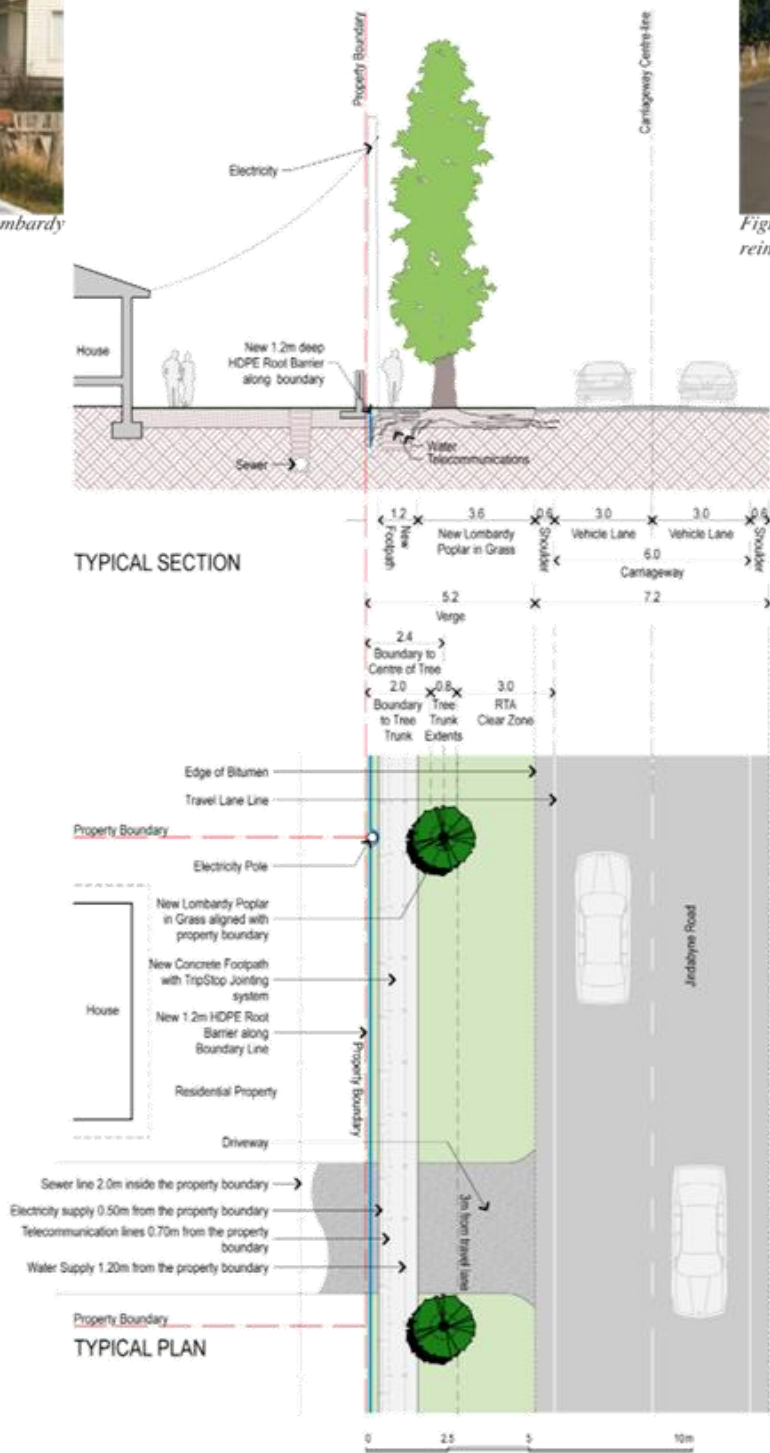 mbardy
Figu
rein
Property Boundary
Carriageway Centre-line
Electricity
House
New 1.2m deep
HDPE Root Barrier
along boundary
Water
Telecommunications
Sewer
TYPICAL SECTION
1.2
New
Footpath
3.6
New Lombardy
Poplar in Grass
0.6
Shoulder
3.0
Vehicle Lane
3.0
Vehicle Lane
0.6
Shoulder
6.0
Carriageway
5.2
Verge
7.2
2.4
Boundary to
Centre of Tree
2.0
Boundary
to Tree
Trunk
0.8
Tree
Trunk
Extents
3.0
RTA
Clear Zone
Edge of Bitumen
Travel Lane Line
Property Boundary
Electricity Pole
New Lombardy Poplar
in Grass aligned with
property boundary
New Concrete Footpath
with TripStop Jointing
system
House
New 1.2m HDPE Root
Barrier along
Boundary Line
Property Boundary
Residential Property
Jindabyne Road
Driveway
3m from travel lane
Sewer line 2.0m inside the property boundary
Electricity supply 0.50m from the property boundary
Telecommunication lines 0.70m from the property
boundary
Water Supply 1.20m from the property boundary
Property Boundary
TYPICAL PLAN
0 2.5 5 10m